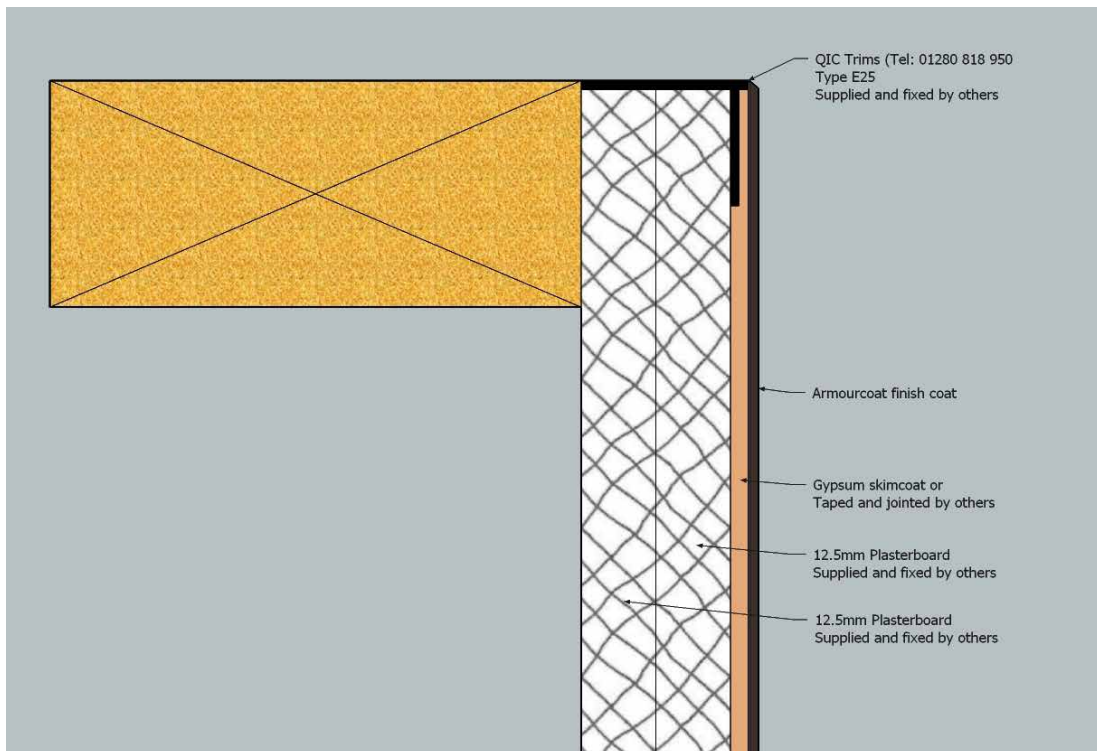 QIC Trims (Tel: 01280 818 950
Type E25
Supplied and fixed by others
Armourcoat finish coat
Gypsum skimcoat or
Taped and jointed by others
12.5mm Plasterboard
Supplied and fixed by others
12.5mm Plasterboard
Supplied and fixed by others